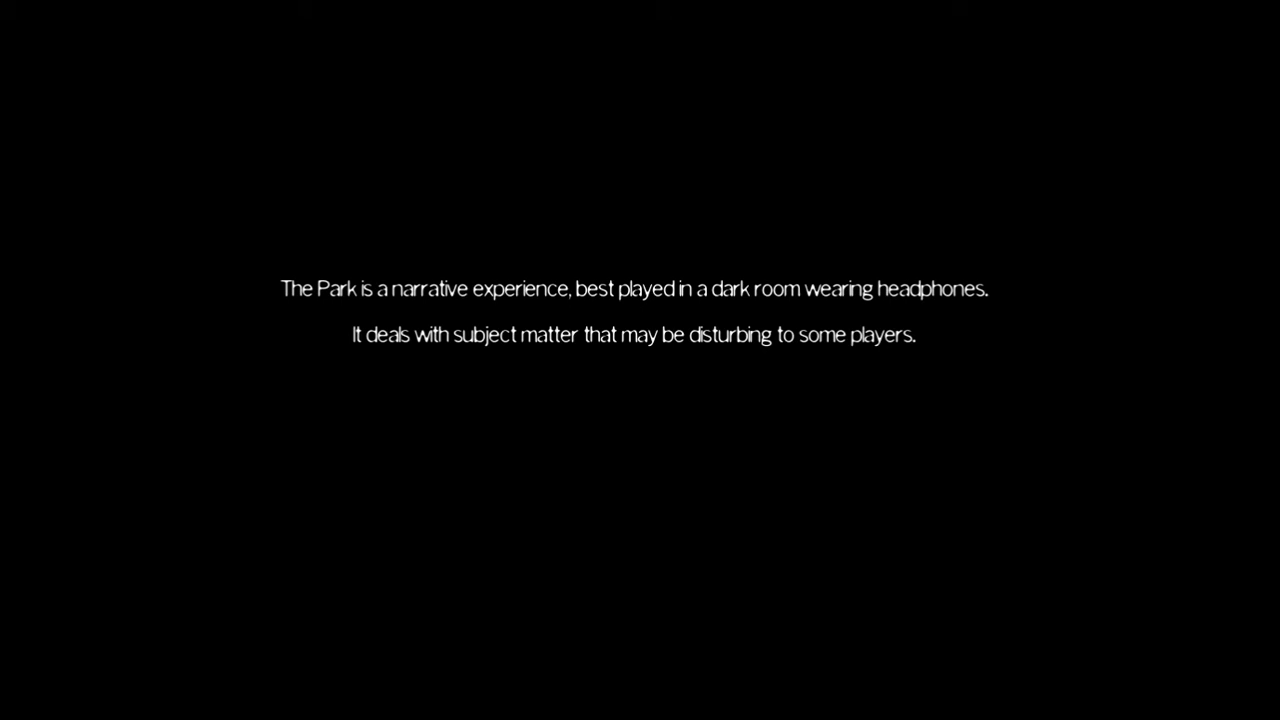 The Park is a narrative experience, best played in a dark room wearing headphones.
It deals with subject matter that may be disturbing to some players.